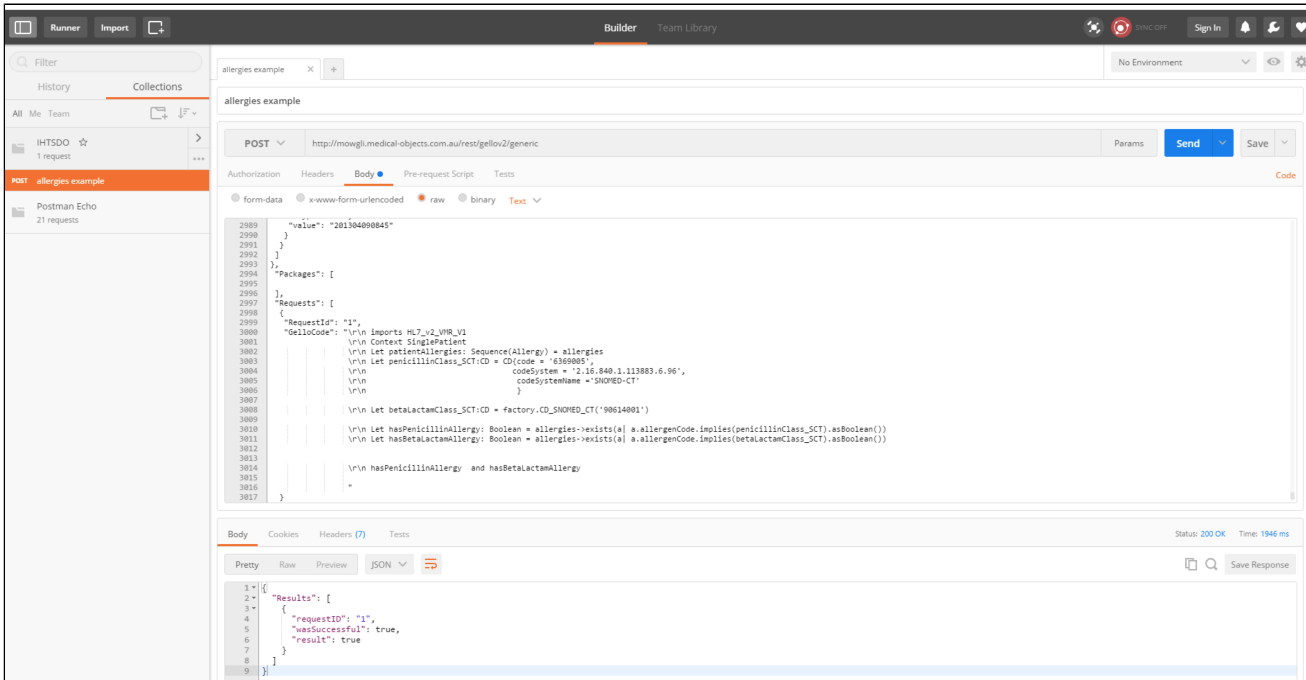 Runner Import Builder Team Library SYNC OFF Sign In
Filter
History Collections
All Me Team
IHTSDO
1 request
POST allergies example
Postman Echo
21 requests
allergies example × + No Environment
allergies example
POST http://mowgli.medical-objects.com.au/rest/gellov2/generic Params Send Save
Authorization Headers Body Pre-request Script Tests Code
form-data x-www-form-urlencoded raw binary Text
2989 "value": "201304090845"
2990 }
2991 }
2992 ]
2993 },
2994 "Packages": [
2995
2996 ],
2997 "Requests": [
2998 {
2999 "RequestId": "1",
3000 "GelloCode": "\r\n imports HL7_v2_VMR_V1
3001 \r\n Context SinglePatient
3002 \r\n Let patientAllergies: Sequence(Allergy) = allergies
3003 \r\n Let penicillinClass_SCT:CD = CD{code = '6369005',
3004 \r\n codeSystem = '2.16.840.1.113883.6.96',
3005 \r\n codeSystemName ='SNOMED-CT'
3006 \r\n }
3007
3008 \r\n Let betaLactamClass_SCT:CD = factory.CD_SNOMED_CT('90614001')
3009
3010 \r\n Let hasPenicillinAllergy: Boolean = allergies->exists(a| a.allergenCode.implies(penicillinClass_SCT).asBoolean())
3011 \r\n Let hasBetaLactamAllergy: Boolean = allergies->exists(a| a.allergenCode.implies(betaLactamClass_SCT).asBoolean())
3012
3013
3014 \r\n hasPenicillinAllergy and hasBetaLactamAllergy
3015
3016 "
3017 }
Body Cookies Headers (7) Tests Status: 200 OK Time: 1946 ms
Pretty Raw Preview JSON Save Response
1 {
2 "Results": [
3 {
4 "requestID": "1",
5 "wasSuccessful": true,
6 "result": true
7 }
8 ]
9 }